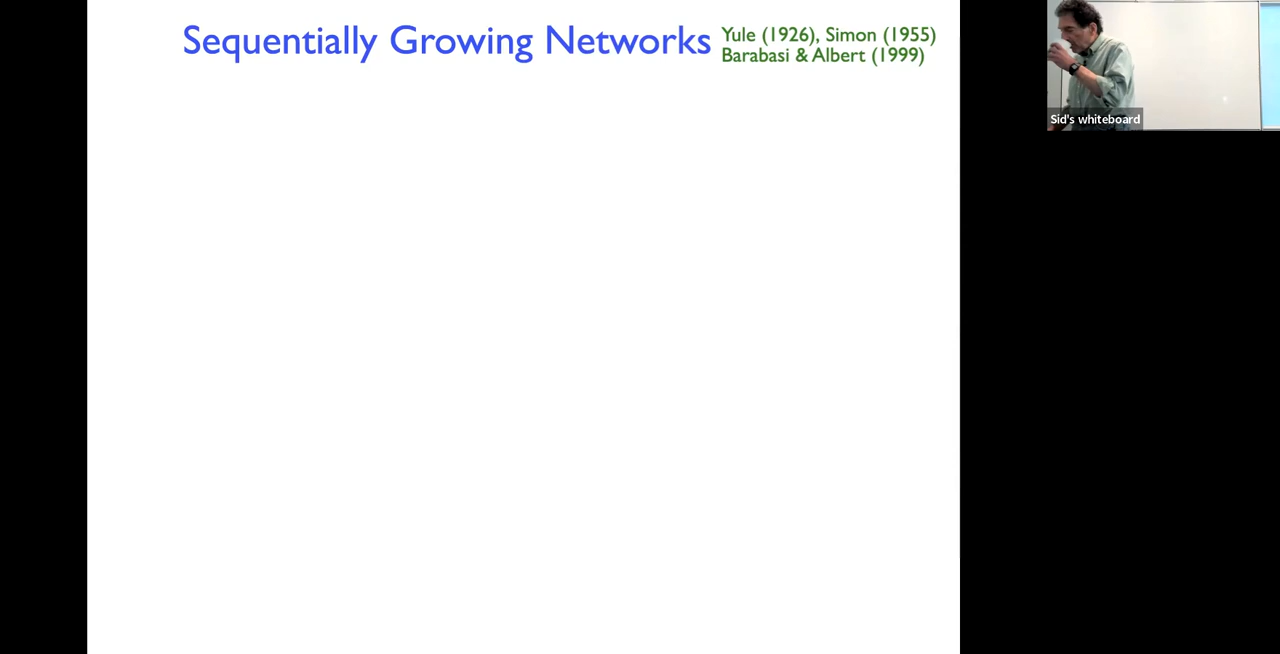 Sequentially Growing Networks
Yule (1926), Simon (1955)
Barabasi & Albert (1999)
Sid's whiteboard